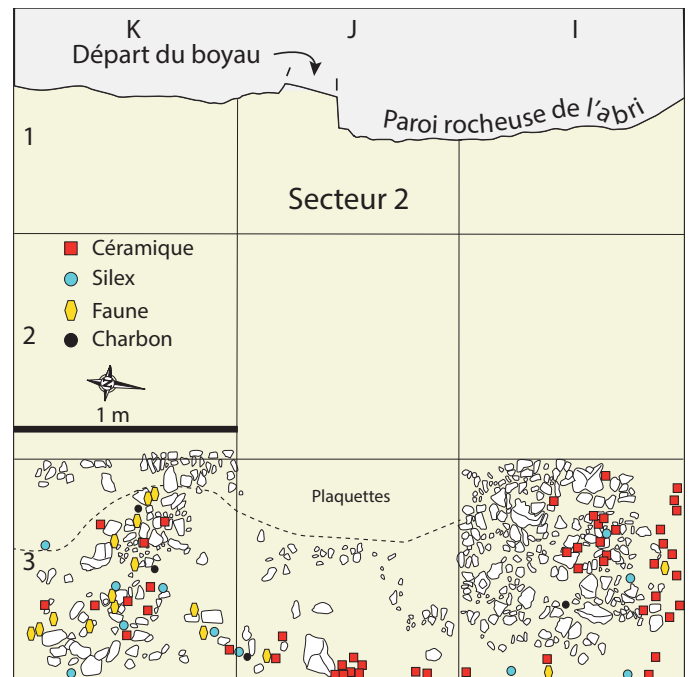 K J I
Départ du boyau
Paroi rocheuse de l'abri
1
Secteur 2
Céramique
Silex
Faune
2
Charbon
N
1 m
Plaquettes
3